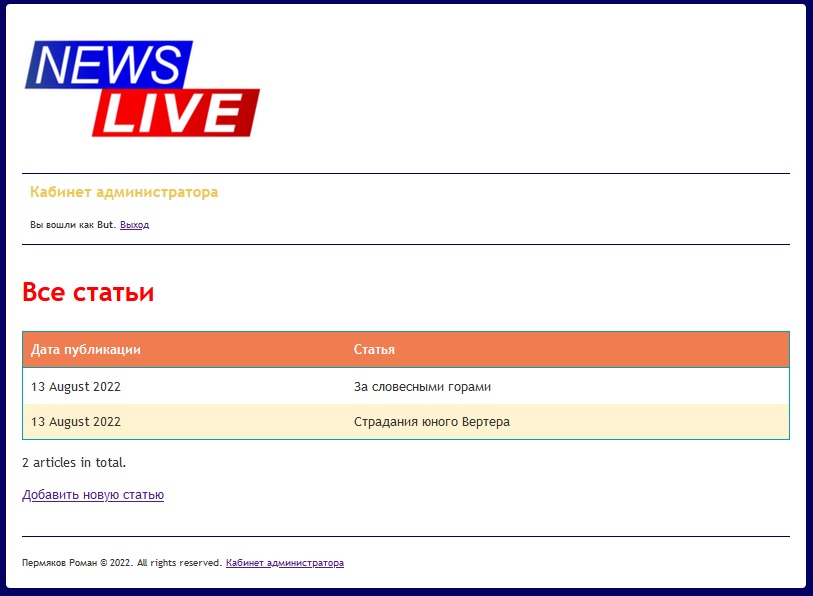 NEWS
LIVE
Кабинет администратора
Вы вошли как But. Выход
Все статьи
Дата публикации Статья
13 August 2022 За словесными горами
13 August 2022 Страдания юного Вертера
2 articles in total.
Добавить новую статью
Пермяков Роман © 2022. All rights reserved. Кабинет администратора